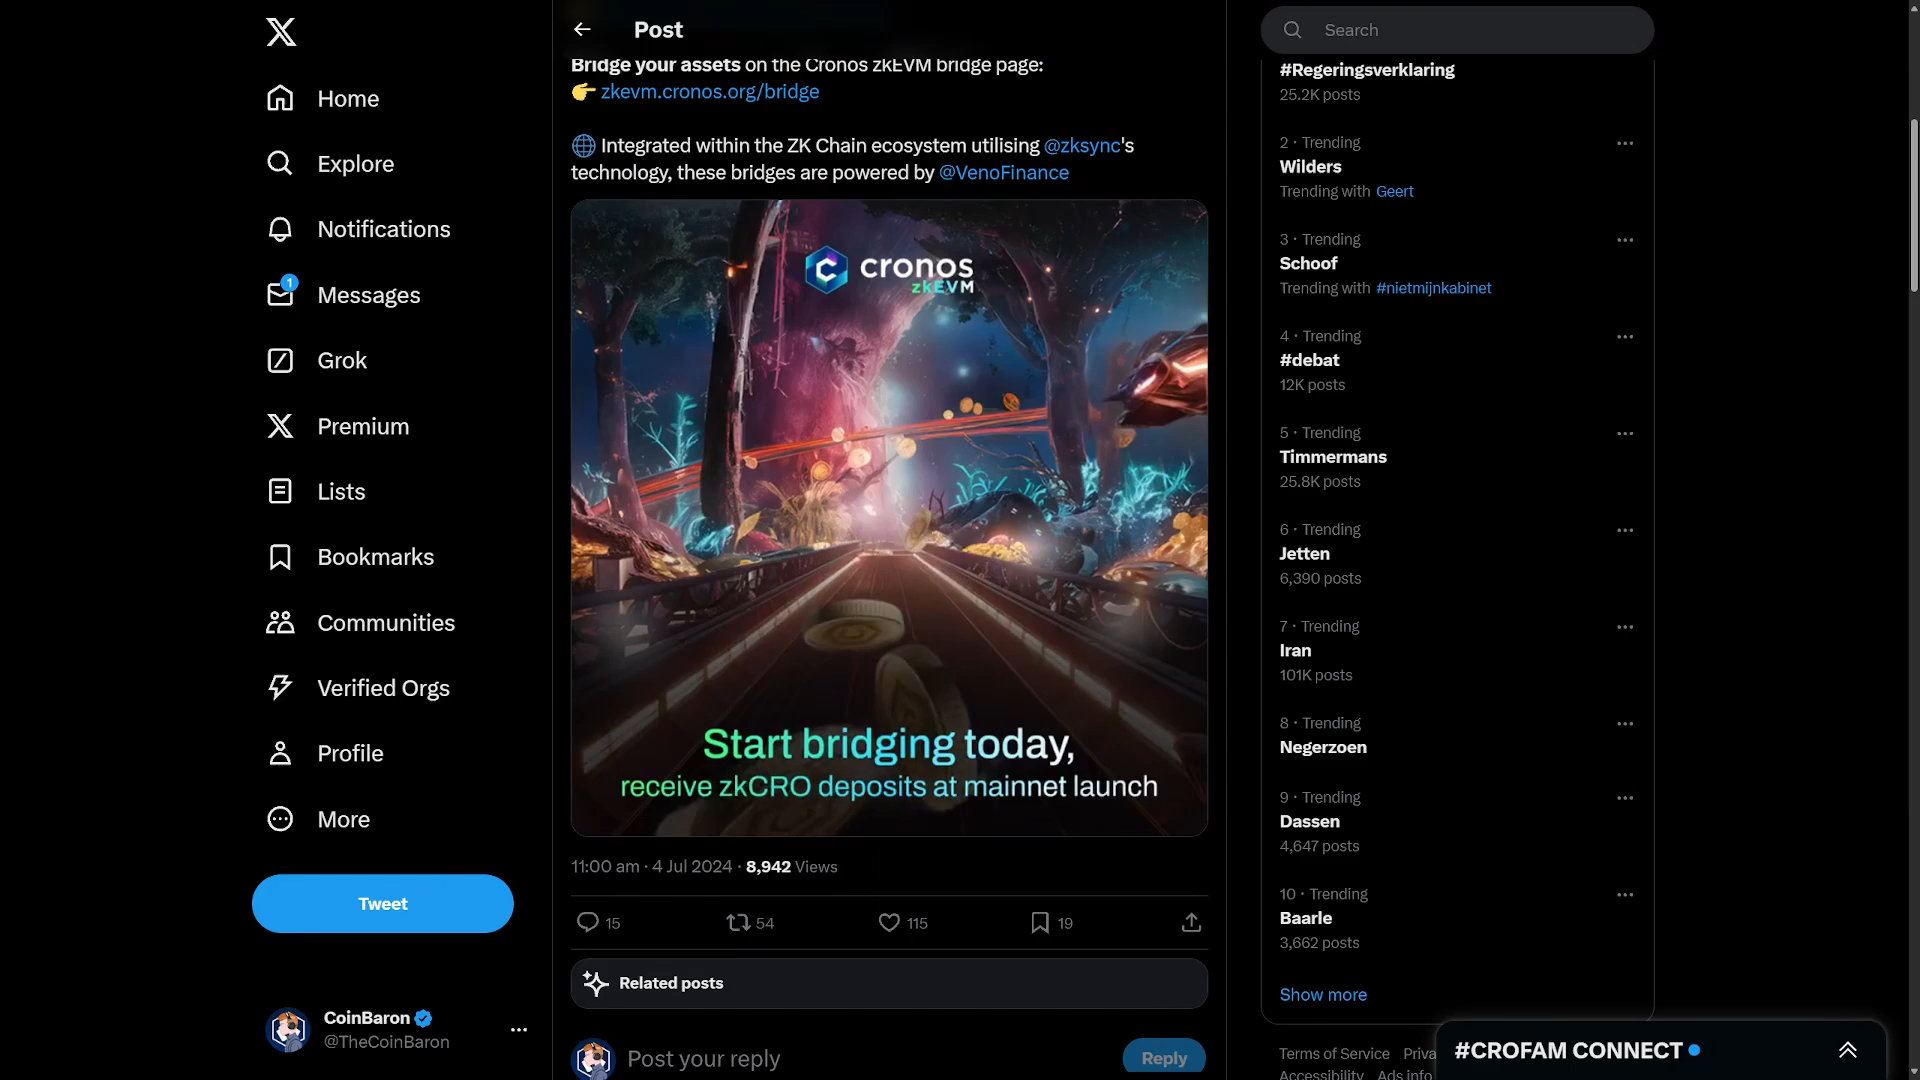 Home
Explore
Notifications
1
Messages
Grok
Premium
Lists
Bookmarks
Communities
Verified Orgs
Profile
More
Tweet
CoinBaron
@TheCoinBaron
Post
Bridge your assets on the Cronos zkEVM bridge page:
👉 zkevm.cronos.org/bridge
🌐 Integrated within the ZK Chain ecosystem utilising @zksync's
technology, these bridges are powered by @VenoFinance
cronos
zkEVM
Start bridging today,
receive zkCRO deposits at mainnet launch
11:00 am · 4 Jul 2024 · 8,942 Views
15 54 115 19
Related posts
Post your reply
Reply
Search
#Regeringsverklaring
25.2K posts
2 · Trending
Wilders
Trending with Geert
3 · Trending
Schoof
Trending with #nietmijnkabinet
4 · Trending
#debat
12K posts
5 · Trending
Timmermans
25.8K posts
6 · Trending
Jetten
6,390 posts
7 · Trending
Iran
101K posts
8 · Trending
Negerzoen
9 · Trending
Dassen
4,647 posts
10 · Trending
Baarle
3,662 posts
Show more
Terms of Service Priva
Accessibility Ads info
#CROFAM CONNECT